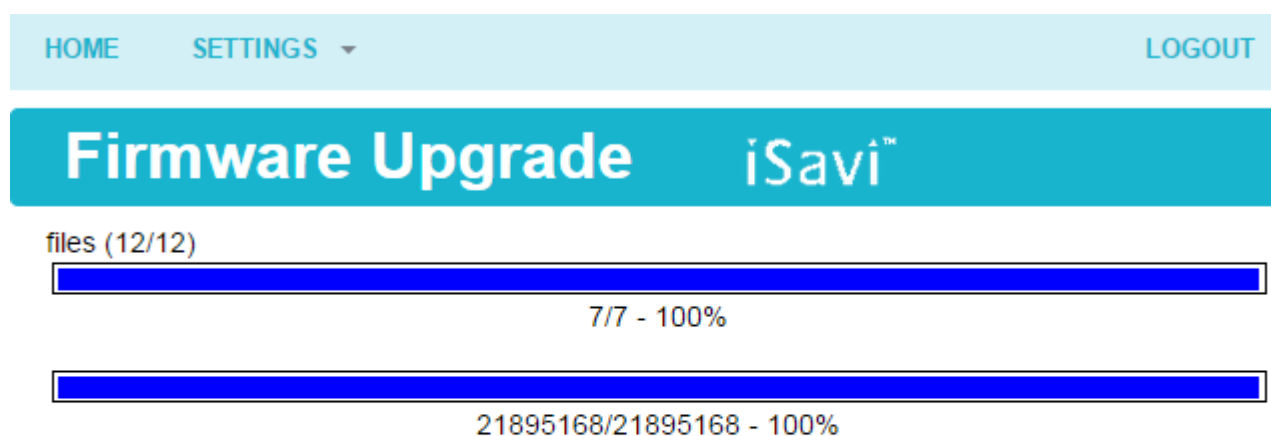 HOME SETTINGS LOGOUT
Firmware Upgrade iSavi™
files (12/12)
7/7 - 100%
21895168/21895168 - 100%